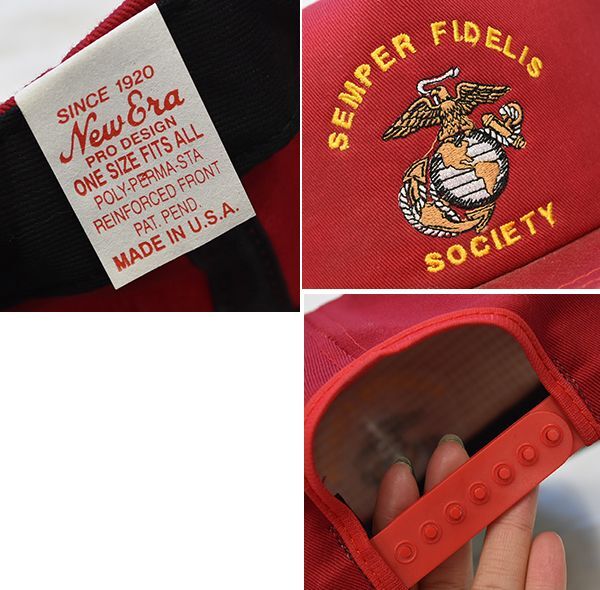 SINCE 1920
New Era
PRO DESIGN
ONE SIZE FITS ALL
POLY-PERMA-STA
REINFORCED FRONT
PAT. PEND.
MADE IN U.S.A.
SEMPER FIDELIS
SOCIETY